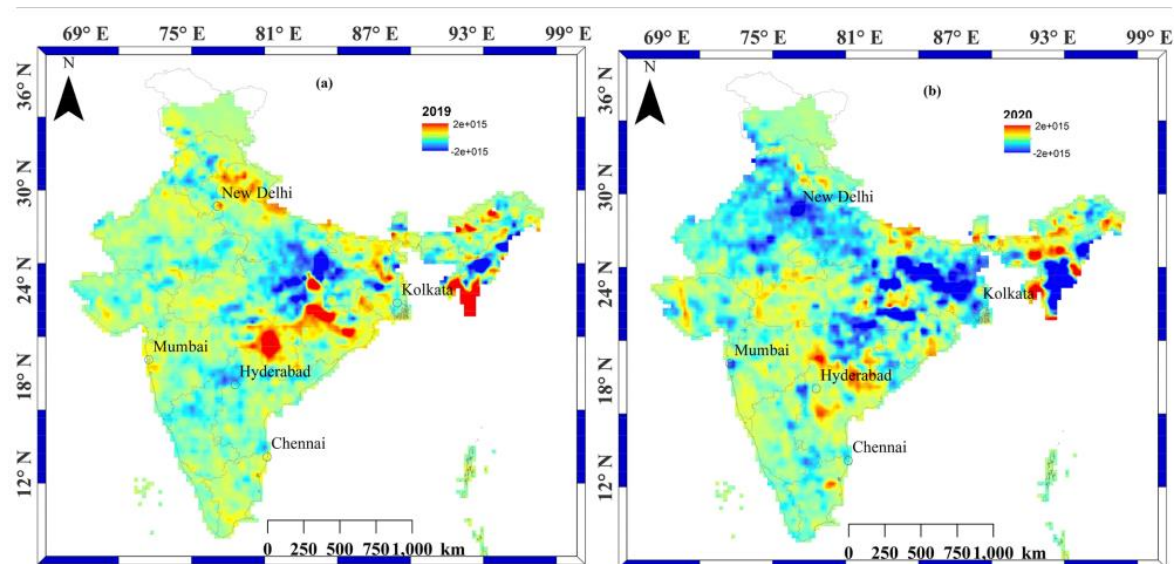 69° E 75° E 81° E 87° E 93° E 99° E
N
(a)
36° N
2019
2e+015
-2e+015
30° N
New Delhi
24° N
Kolkata
Mumbai
18° N
Hyderabad
Chennai
12° N
0 250 500 750 1,000 km
69° E 75° E 81° E 87° E 93° E 99° E
N
(b)
36° N
2020
2e+015
-2e+015
30° N
New Delhi
24° N
Kolkata
Mumbai
18° N
Hyderabad
Chennai
12° N
0 250 500 750 1,000 km